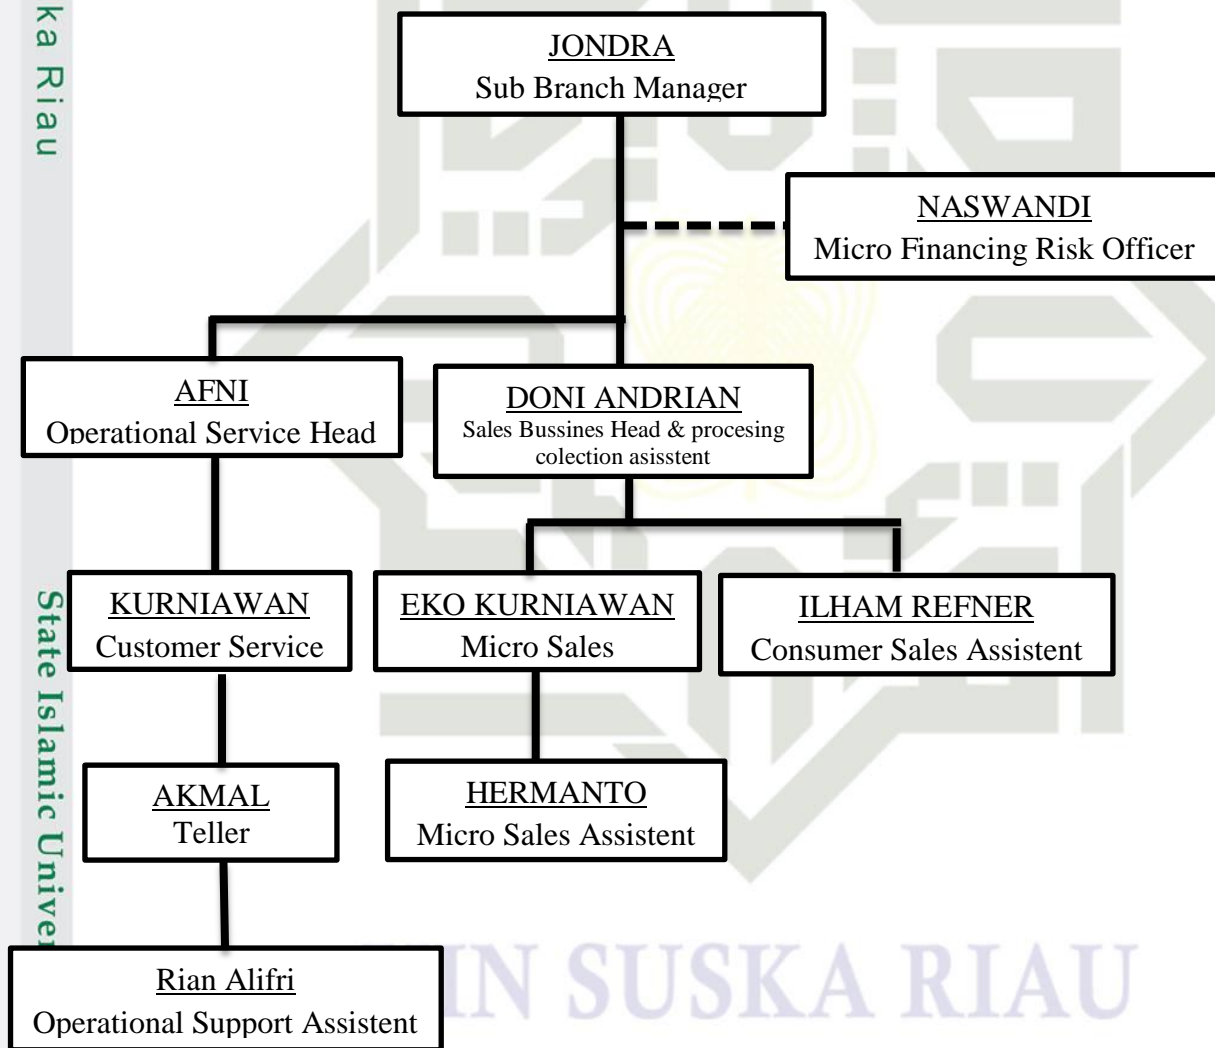 ka Riau
State Islamic Univer
JONDRA
Sub Branch Manager
NASWANDI
Micro Financing Risk Officer
AFNI
Operational Service Head
DONI ANDRIAN
Sales Bussines Head & procesing
colection asisstent
KURNIAWAN
Customer Service
EKO KURNIAWAN
Micro Sales
ILHAM REFNER
Consumer Sales Assistent
AKMAL
Teller
HERMANTO
Micro Sales Assistent
Rian Alifri
Operational Support Assistent
IN SUSKA RIAU